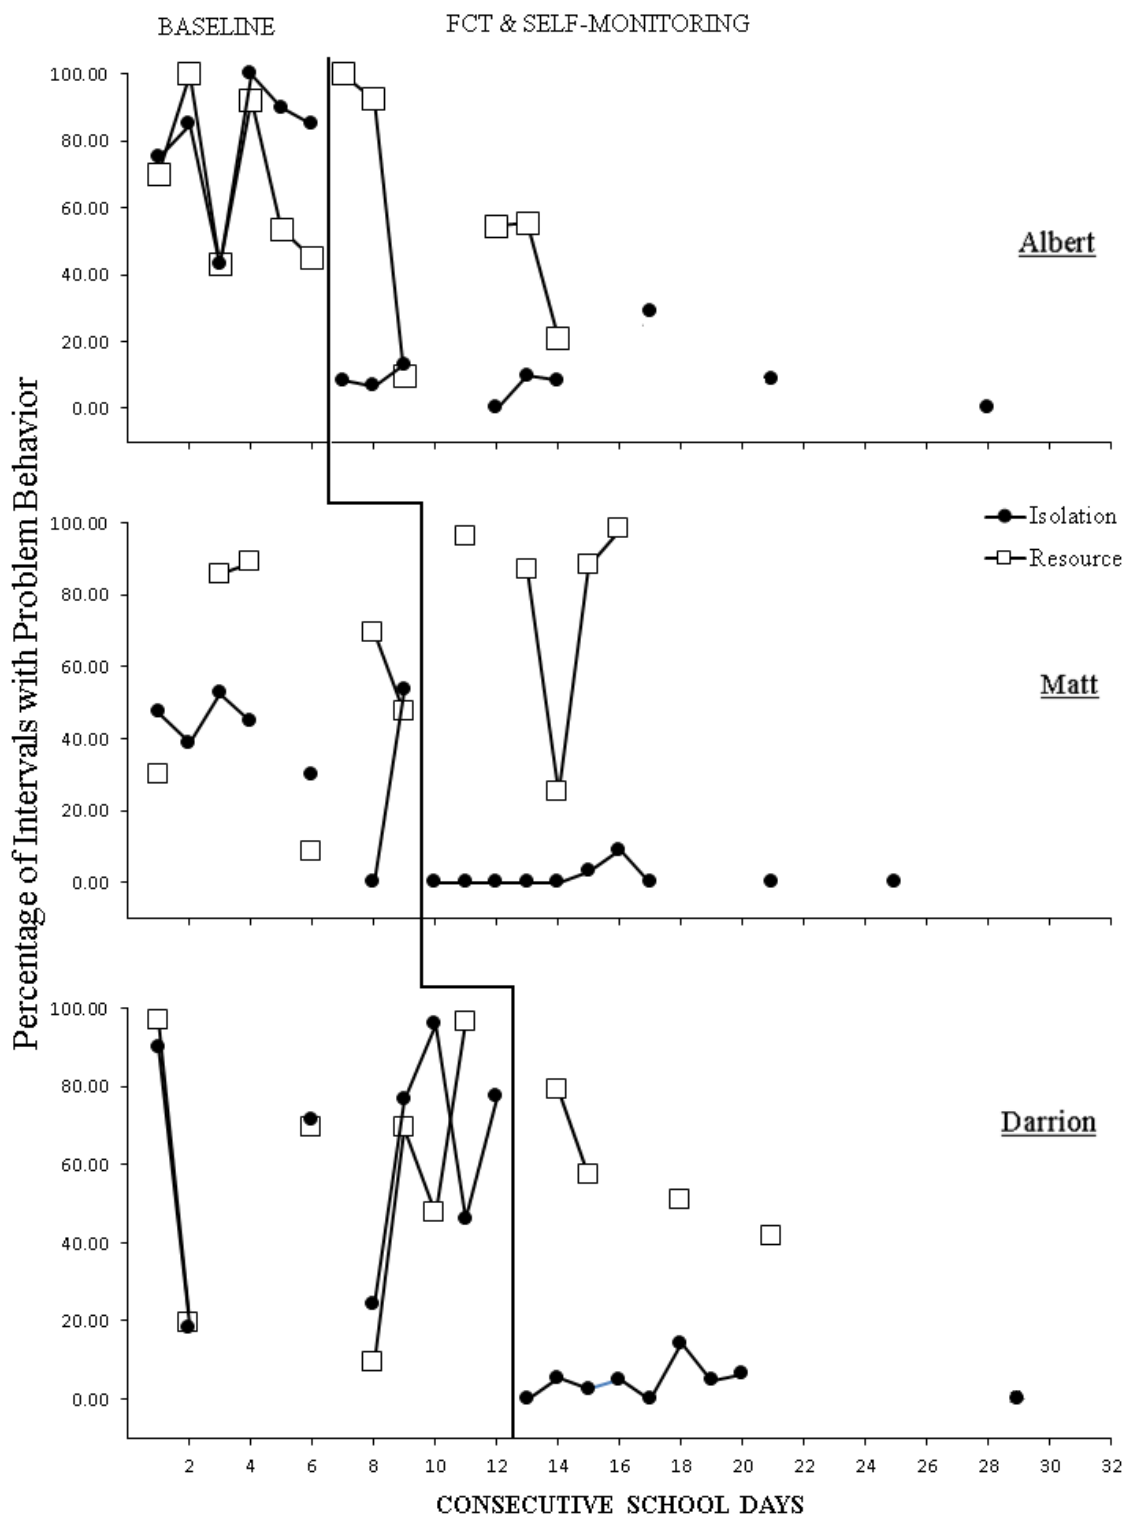 BASELINE
FCT & SELF-MONITORING
Percentage of Intervals with Problem Behavior
100.00
80.00
60.00
40.00
20.00
0.00
Albert
100.00
80.00
60.00
40.00
20.00
0.00
Isolation
Resource
Matt
100.00
80.00
60.00
40.00
20.00
0.00
Darrion
2 4 6 8 10 12 14 16 18 20 22 24 26 28 30 32
CONSECUTIVE SCHOOL DAYS